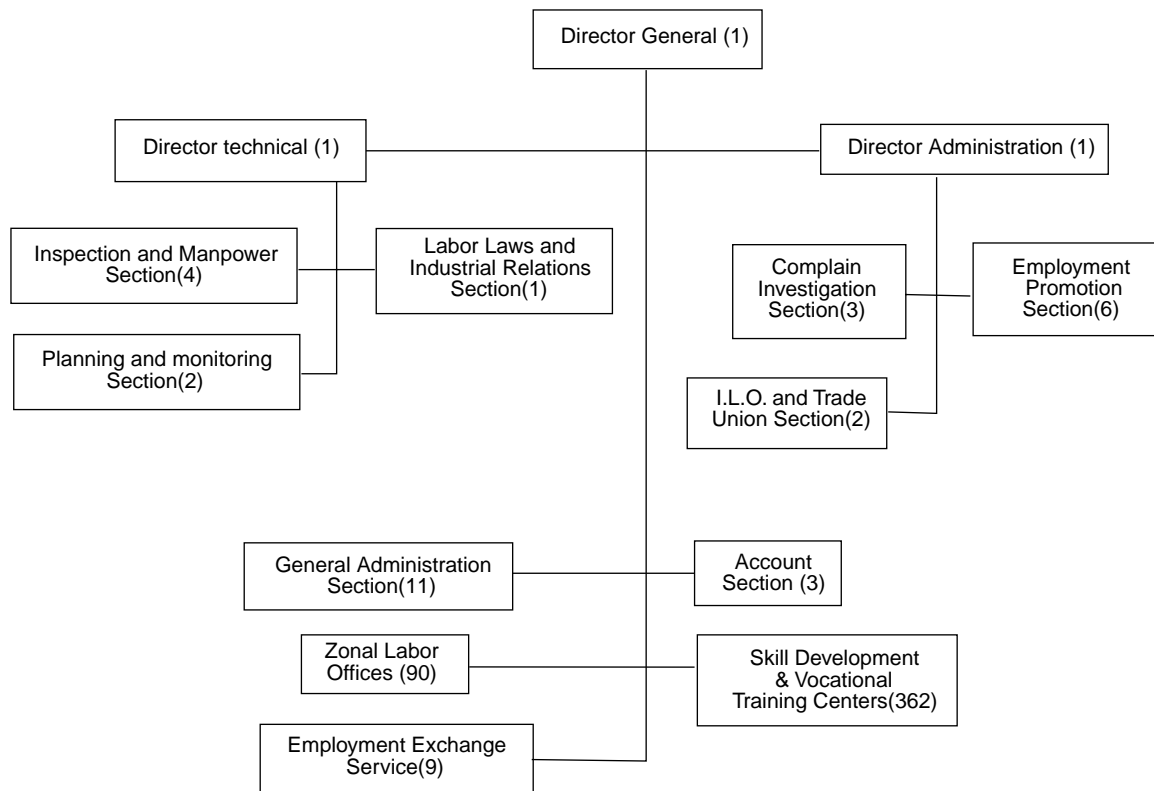 Director General (1)
Director technical (1)
Director Administration (1)
Inspection and Manpower
Section(4)
Labor Laws and
Industrial Relations
Section(1)
Complain
Investigation
Section(3)
Employment
Promotion
Section(6)
Planning and monitoring
Section(2)
I.L.O. and Trade
Union Section(2)
General Administration
Section(11)
Account
Section (3)
Zonal Labor
Offices (90)
Skill Development
& Vocational
Training Centers(362)
Employment Exchange
Service(9)